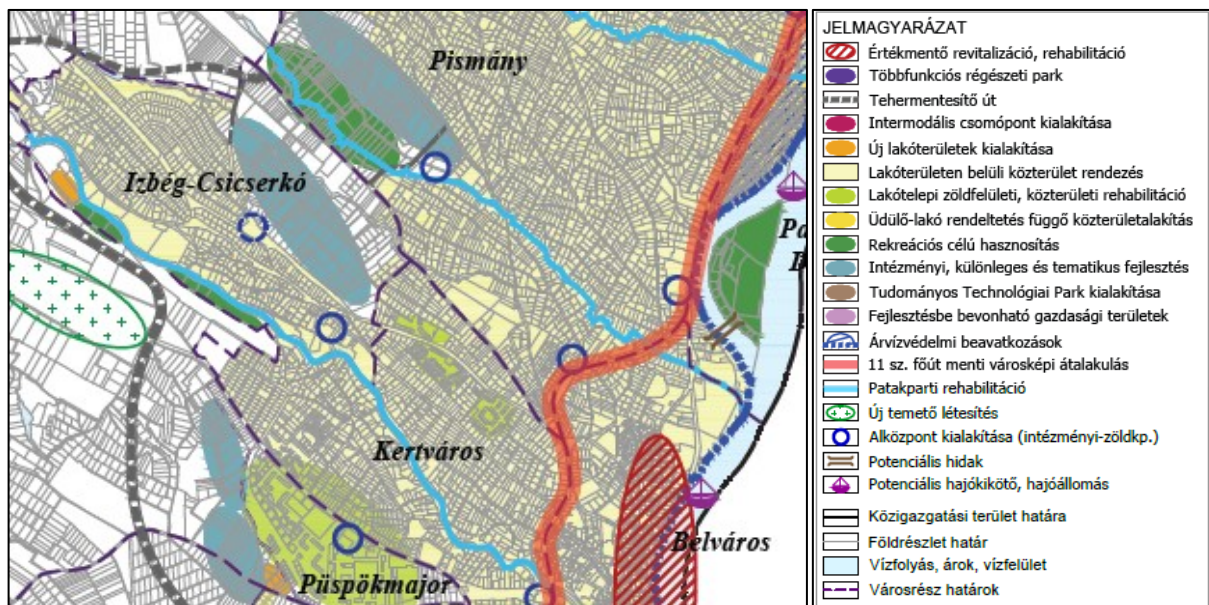 Pismány
Izbég-Csicserkó
Pa
Kertváros
Belváros
Püspökmajor
JELMAGYARÁZAT
Értékmentő revitalizáció, rehabilitáció
Többfunkciós régészeti park
Tehermentesítő út
Intermodális csomópont kialakítása
Új lakóterületek kialakítása
Lakóterületen belüli közterület rendezés
Lakótelepi zöldfelületi, közterületi rehabilitáció
Üdülő-lakó rendeltetés függő közterületalakítás
Rekreációs célú hasznosítás
Intézményi, különleges és tematikus fejlesztés
Tudományos Technológiai Park kialakítása
Fejlesztésbe bevonható gazdasági területek
Árvízvédelmi beavatkozások
11 sz. főút menti városképi átalakulás
Patakparti rehabilitáció
Új temető létesítés
Alközpont kialakítása (intézményi-zöldkp.)
Potenciális hidak
Potenciális hajókikötő, hajóállomás
Közigazgatási terület határa
Földrészlet határ
Vízfolyás, árok, vízfelület
Városrész határok